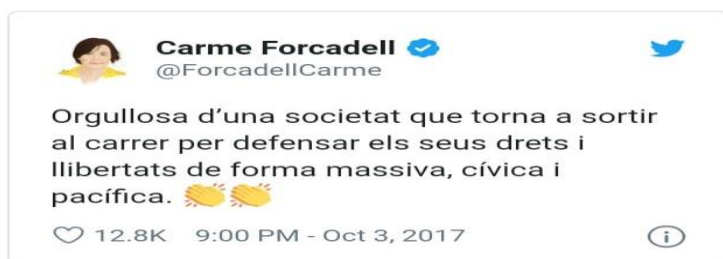 Carme Forcadell
@ForcadellCarme
Orgullosa d’una societat que torna a sortir
al carrer per defensar els seus drets i
llibertats de forma massiva, cívica i
pacífica. 👏👏
12.8K 9:00 PM - Oct 3, 2017